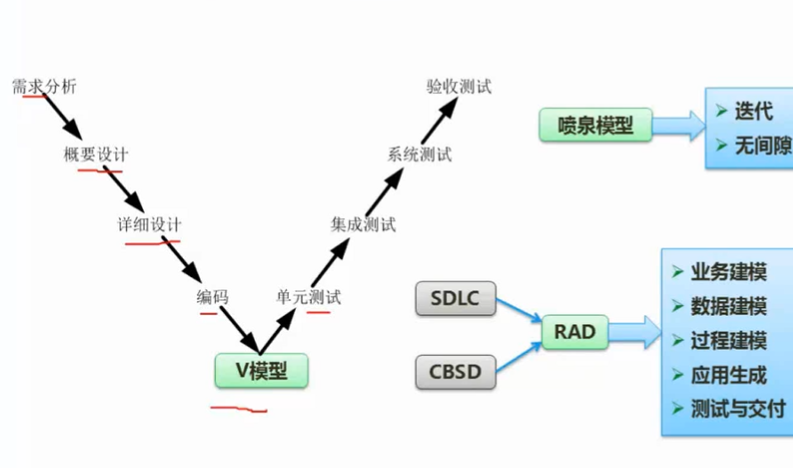 需求分析
概要设计
详细设计
编码
单元测试
集成测试
系统测试
验收测试
V模型
喷泉模型
迭代
无间隙
SDLC
CBSD
RAD
业务建模
数据建模
过程建模
应用生成
测试与交付